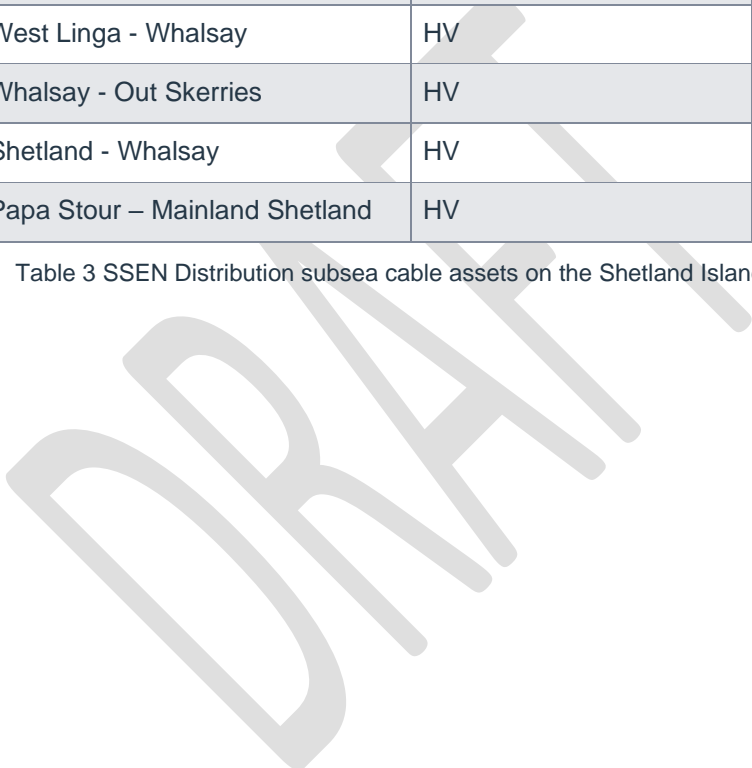 West Linga - Whalsay HV
Whalsay - Out Skerries HV
Shetland - Whalsay HV
Papa Stour – Mainland Shetland HV
Table 3 SSEN Distribution subsea cable assets on the Shetland Islan
DRAFT